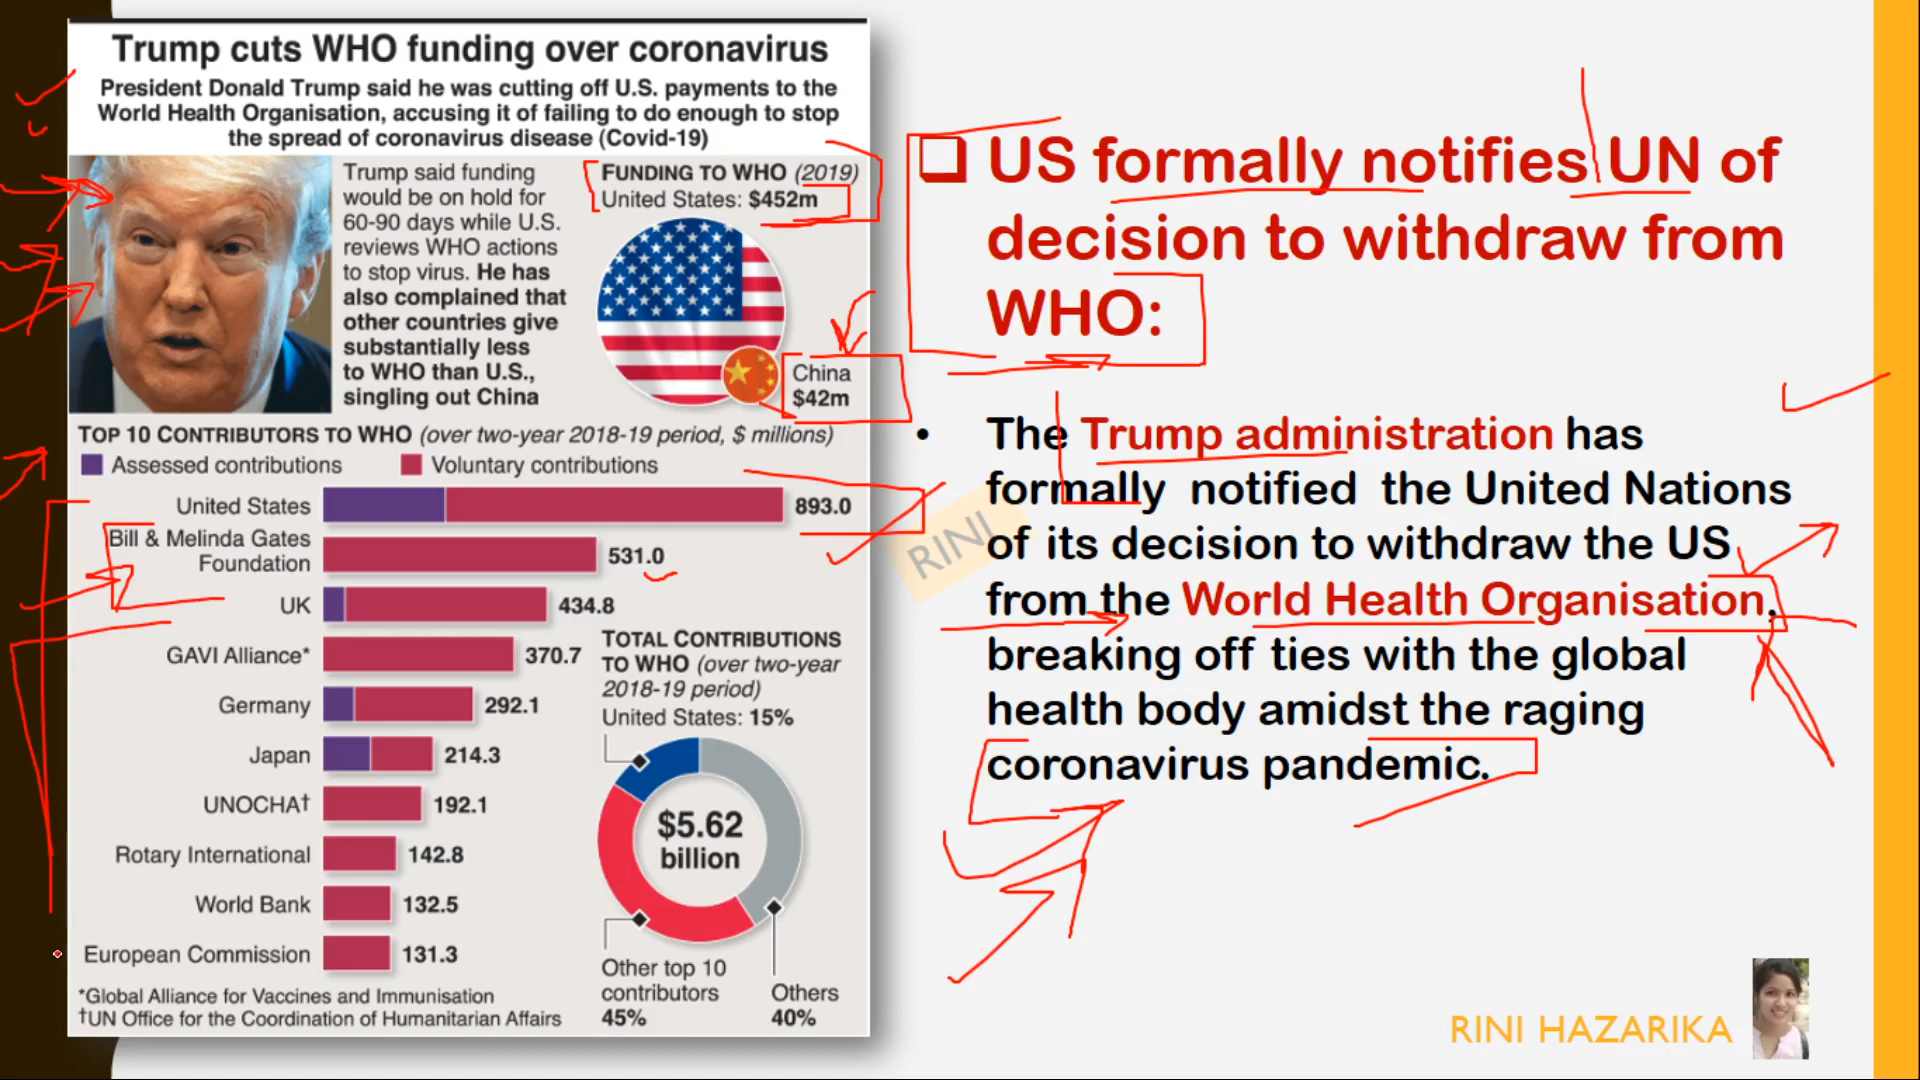 Trump cuts WHO funding over coronavirus
President Donald Trump said he was cutting off U.S. payments to the
World Health Organisation, accusing it of failing to do enough to stop
the spread of coronavirus disease (Covid-19)
Trump said funding
would be on hold for
60-90 days while U.S.
reviews WHO actions
to stop virus. He has
also complained that
other countries give
substantially less
to WHO than U.S.,
singling out China
FUNDING TO WHO (2019)
United States: $452m
China
$42m
TOP 10 CONTRIBUTORS TO WHO (over two-year 2018-19 period, $ millions)
Assessed contributions
Voluntary contributions
United States 893.0
Bill & Melinda Gates
Foundation 531.0
UK 434.8
GAVI Alliance* 370.7
Germany 292.1
Japan 214.3
UNOCHA† 192.1
Rotary International 142.8
World Bank 132.5
European Commission 131.3
TOTAL CONTRIBUTIONS
TO WHO (over two-year
2018-19 period)
United States: 15%
$5.62
billion
Other top 10
contributors
45%
Others
40%
*Global Alliance for Vaccines and Immunisation
†UN Office for the Coordination of Humanitarian Affairs
US formally notifies UN of
decision to withdraw from
WHO:
• The Trump administration has
formally notified the United Nations
of its decision to withdraw the US
from the World Health Organisation,
breaking off ties with the global
health body amidst the raging
coronavirus pandemic.
RINI
RINI HAZARIKA